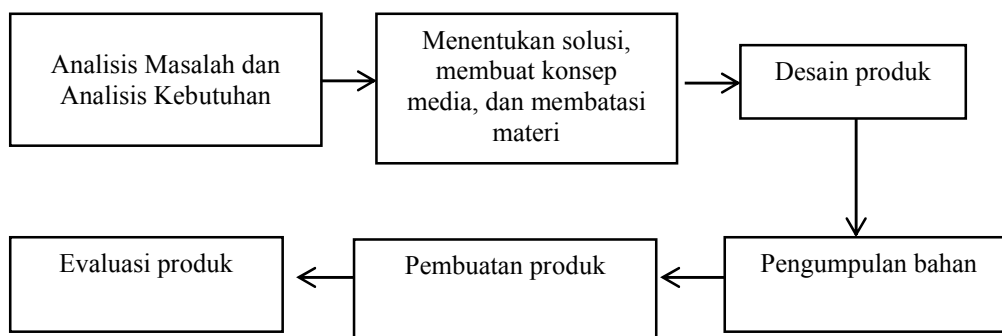 Analisis Masalah dan
Analisis Kebutuhan
Menentukan solusi,
membuat konsep
media, dan membatasi
materi
Desain produk
Pengumpulan bahan
Pembuatan produk
Evaluasi produk